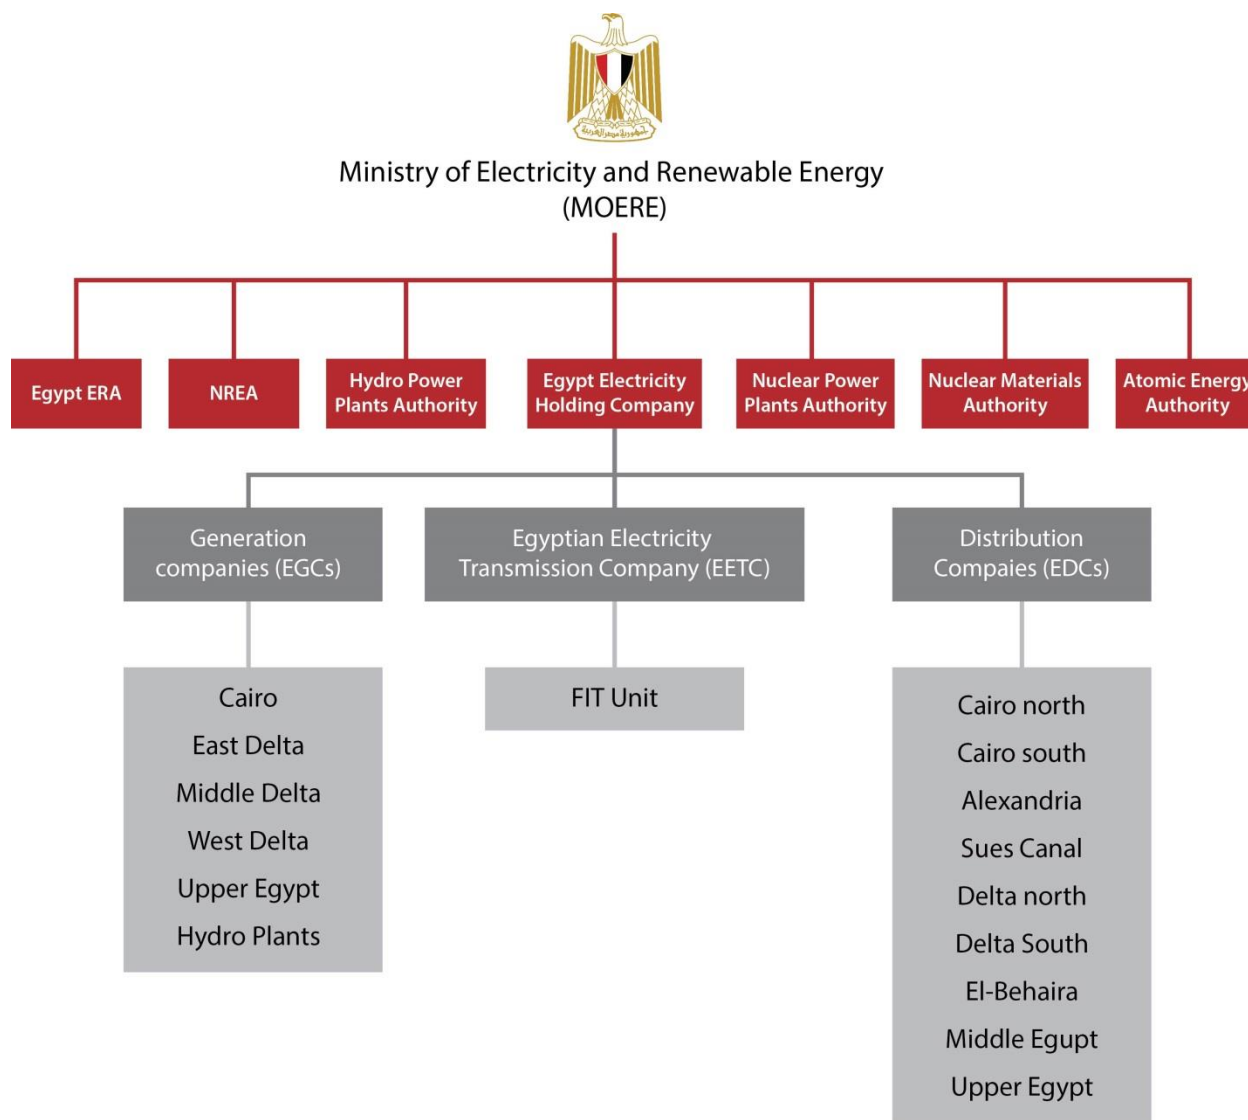 جمهورية مصر العربية
Ministry of Electricity and Renewable Energy
(MOERE)
Egypt ERA
NREA
Hydro Power
Plants Authority
Egypt Electricity
Holding Company
Nuclear Power
Plants Authority
Nuclear Materials
Authority
Atomic Energy
Authority
Generation
companies (EGCs)
Egyptian Electricity
Transmission Company (EETC)
Distribution
Compaies (EDCs)
Cairo
East Delta
Middle Delta
West Delta
Upper Egypt
Hydro Plants
FIT Unit
Cairo north
Cairo south
Alexandria
Sues Canal
Delta north
Delta South
El-Behaira
Middle Egupt
Upper Egypt